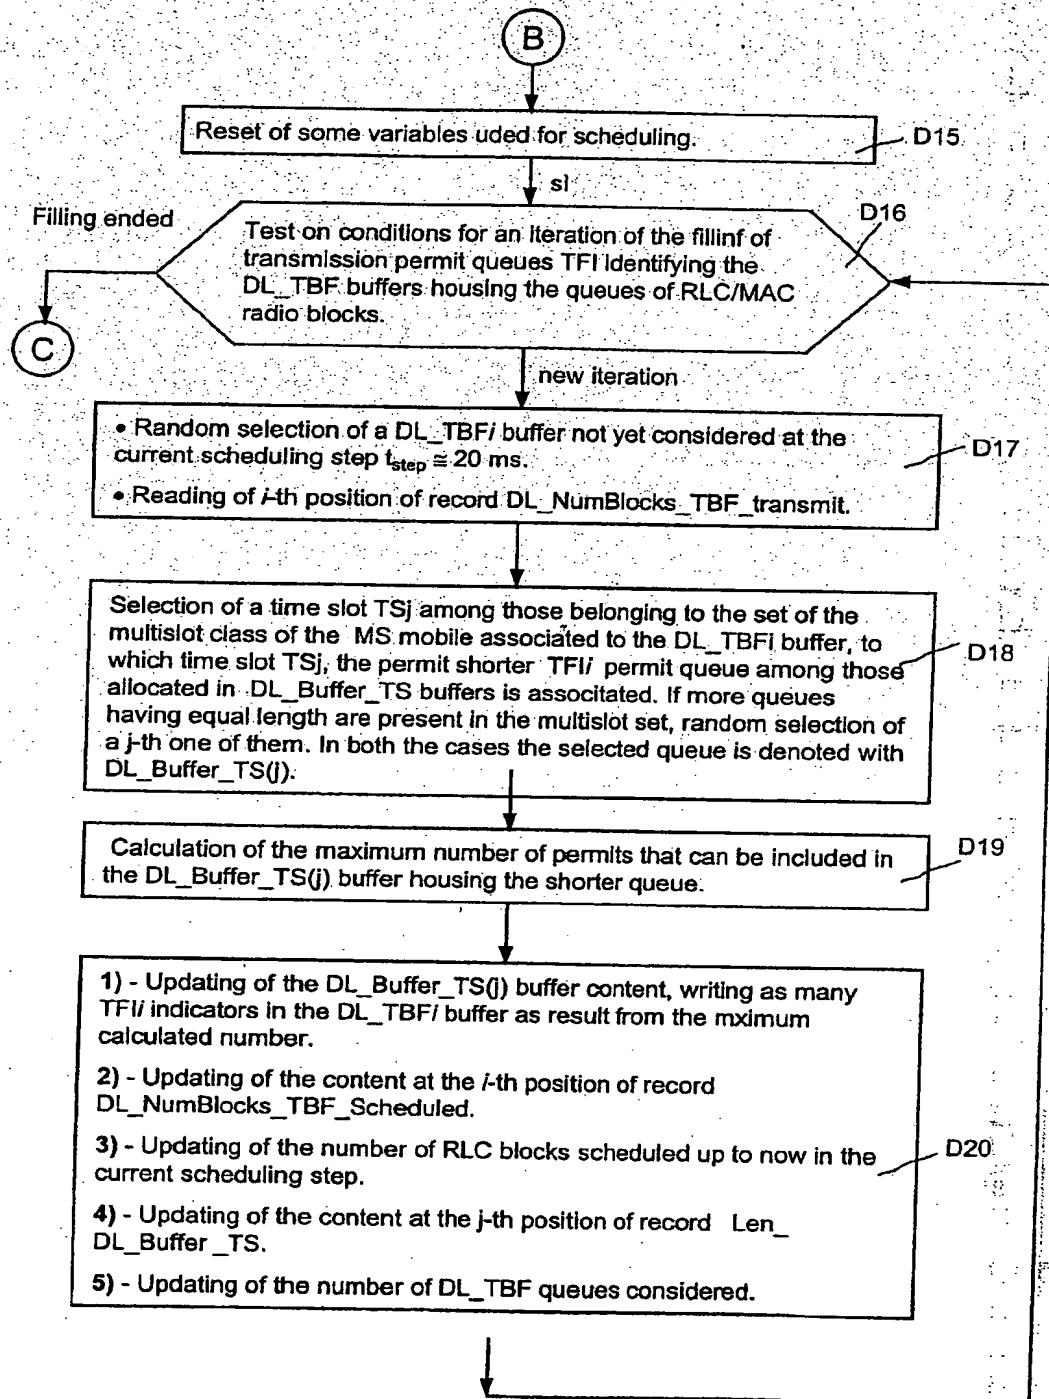 B
Reset of some variables uded for scheduling.
D15
si
Filling ended
D16
Test on conditions for an iteration of the fillinf of
transmission permit queues TFI identifying the
DL_TBF buffers housing the queues of RLC/MAC
radio blocks.
C
new iteration
• Random selection of a DL_TBFi buffer not yet considered at the
current scheduling step tstep ≅ 20 ms.
• Reading of i-th position of record DL_NumBlocks_TBF_transmit.
D17
Selection of a time slot TSj among those belonging to the set of the
multislot class of the MS mobile associated to the DL_TBFi buffer, to
which time slot TSj, the permit shorter TFIi permit queue among those
allocated in DL_Buffer_TS buffers is associtated. If more queues
having equal length are present in the multislot set, random selection of
a j-th one of them. In both the cases the selected queue is denoted with
DL_Buffer_TS(j).
D18
Calculation of the maximum number of permits that can be included in
the DL_Buffer_TS(j) buffer housing the shorter queue.
D19
1) - Updating of the DL_Buffer_TS(j) buffer content, writing as many
TFIi indicators in the DL_TBFi buffer as result from the mximum
calculated number.
2) - Updating of the content at the i-th position of record
DL_NumBlocks_TBF_Scheduled.
3) - Updating of the number of RLC blocks scheduled up to now in the
current scheduling step.
4) - Updating of the content at the j-th position of record Len_
DL_Buffer _TS.
5) - Updating of the number of DL_TBF queues considered.
D20